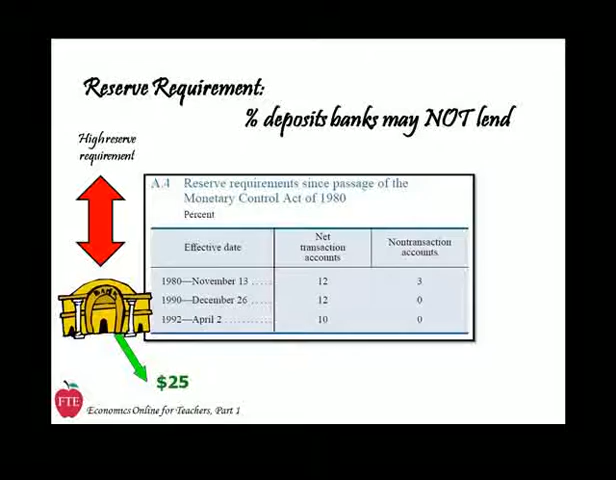 Reserve Requirement:
% deposits banks may NOT lend
High reserve
requirement
A.4 Reserve requirements since passage of the
Monetary Control Act of 1980
Percent
Effective date
Net
transaction
accounts
Nontransaction
accounts
1980—November 13 ..... 12 3
1990—December 26 ..... 12 0
1992—April 2 ........... 10 0
BANK
$25
FTE
Economics Online for Teachers, Part 1